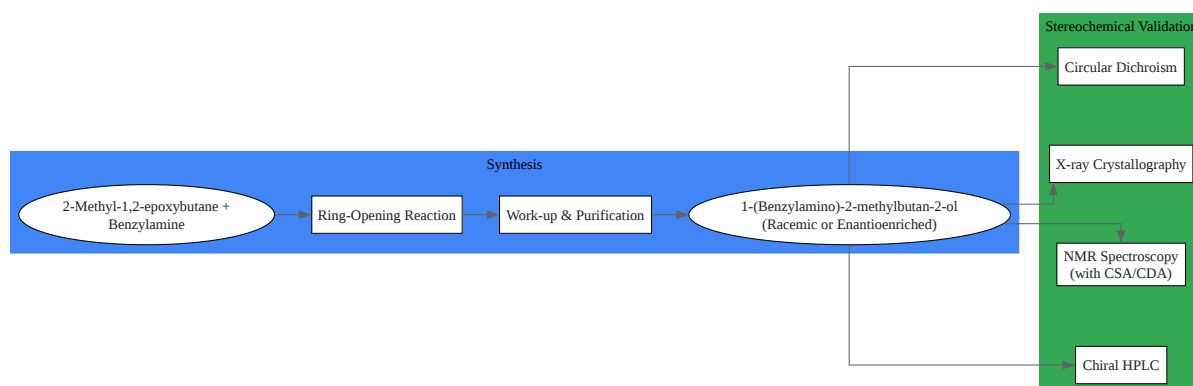 Stereochemical Validation
Circular Dichroism
X-ray Crystallography
Synthesis
2-Methyl-1,2-epoxybutane +
Benzylamine
Ring-Opening Reaction
Work-up & Purification
1-(Benzylamino)-2-methylbutan-2-ol
(Racemic or Enantioenriched)
NMR Spectroscopy
(with CSA/CDA)
Chiral HPLC